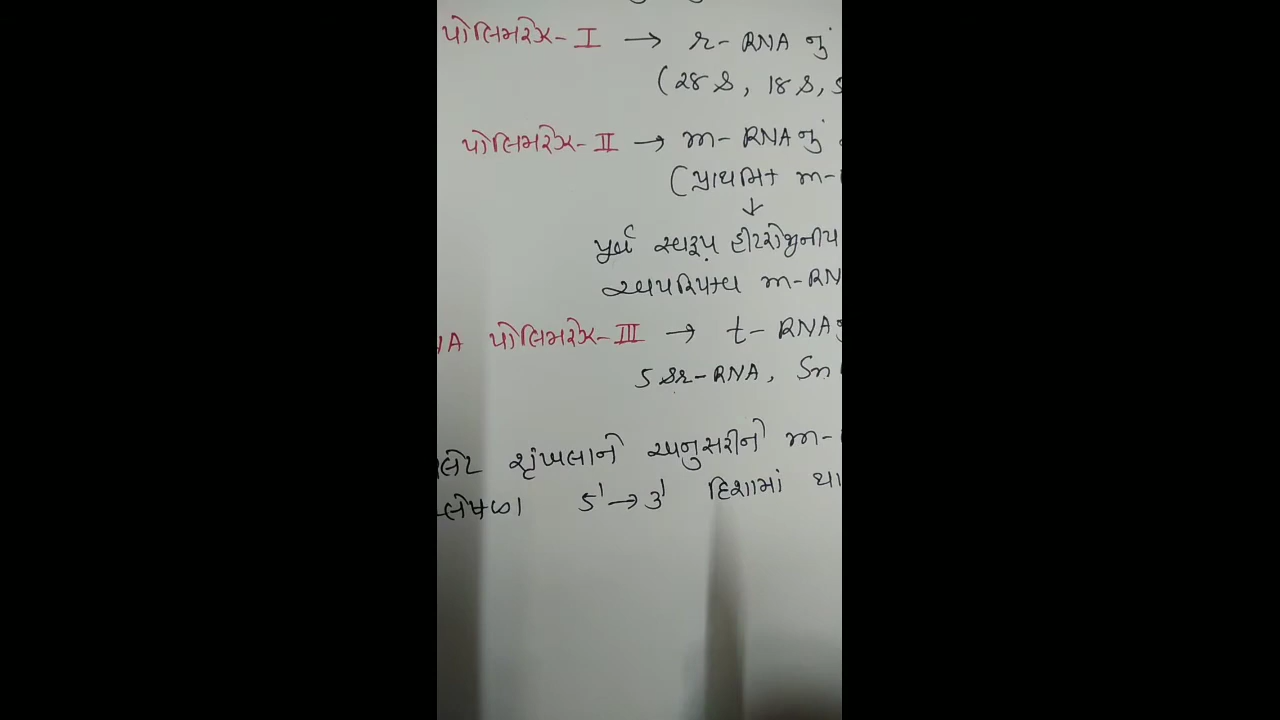 પોલિમરેઝ-I → r-RNA નું
(28 S, 18 S,
પોલિમરેઝ-II → m-RNA નું
(પ્રાથમિક m-
↓
પૂર્વ સ્વરૂપ હીટરોજીનીય
અપરિપક્વ m-RN
A પોલિમરેઝ-III → t-RNA
5 Sr-RNA, Sn
શૃંખલાને અનુસરીને m-
5' → 3' દિશામાં થા